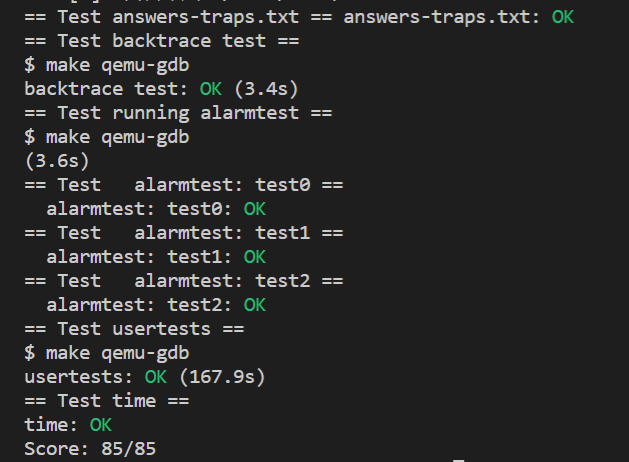 == Test answers-traps.txt == answers-traps.txt: OK
== Test backtrace test ==
$ make qemu-gdb
backtrace test: OK (3.4s)
== Test running alarmtest ==
$ make qemu-gdb
(3.6s)
== Test   alarmtest: test0 ==
  alarmtest: test0: OK
== Test   alarmtest: test1 ==
  alarmtest: test1: OK
== Test   alarmtest: test2 ==
  alarmtest: test2: OK
== Test usertests ==
$ make qemu-gdb
usertests: OK (167.9s)
== Test time ==
time: OK
Score: 85/85